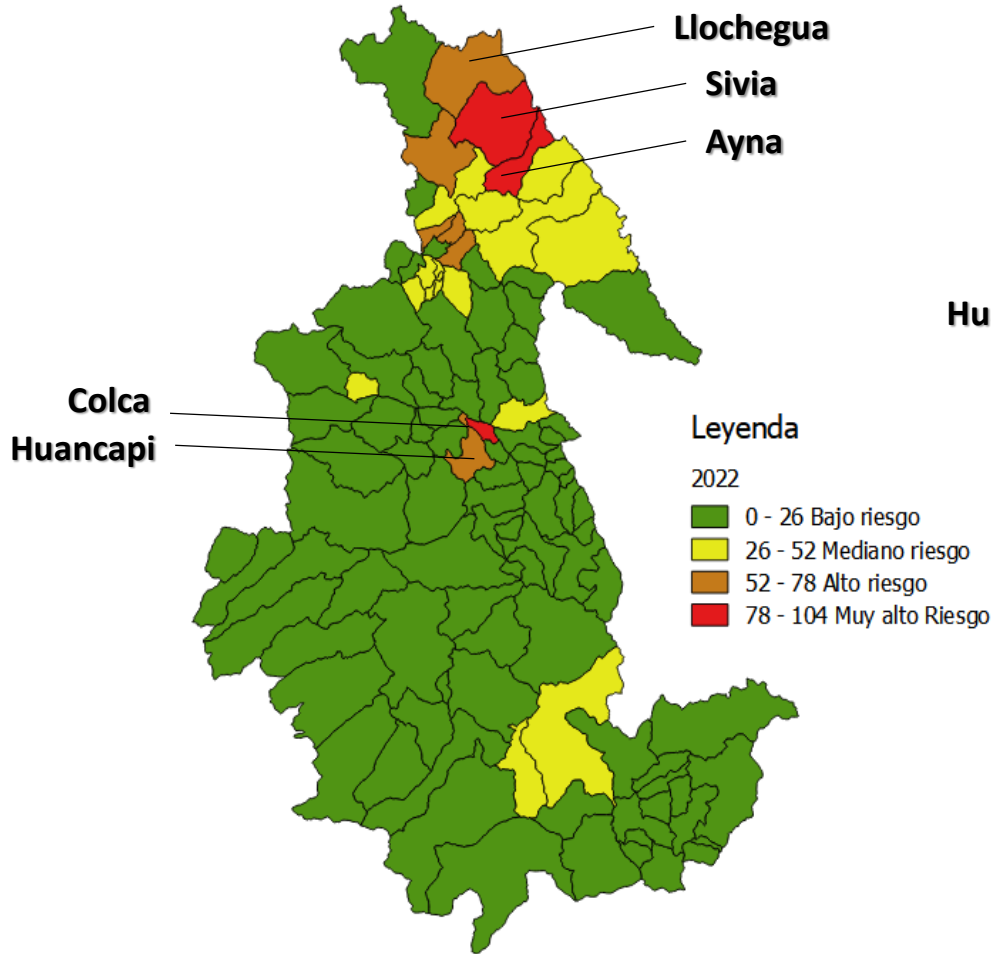 Llochegua
Sivia
Ayna
Hu
Colca
Huancapi
Leyenda
2022
0 - 26 Bajo riesgo
26 - 52 Mediano riesgo
52 - 78 Alto riesgo
78 - 104 Muy alto Riesgo